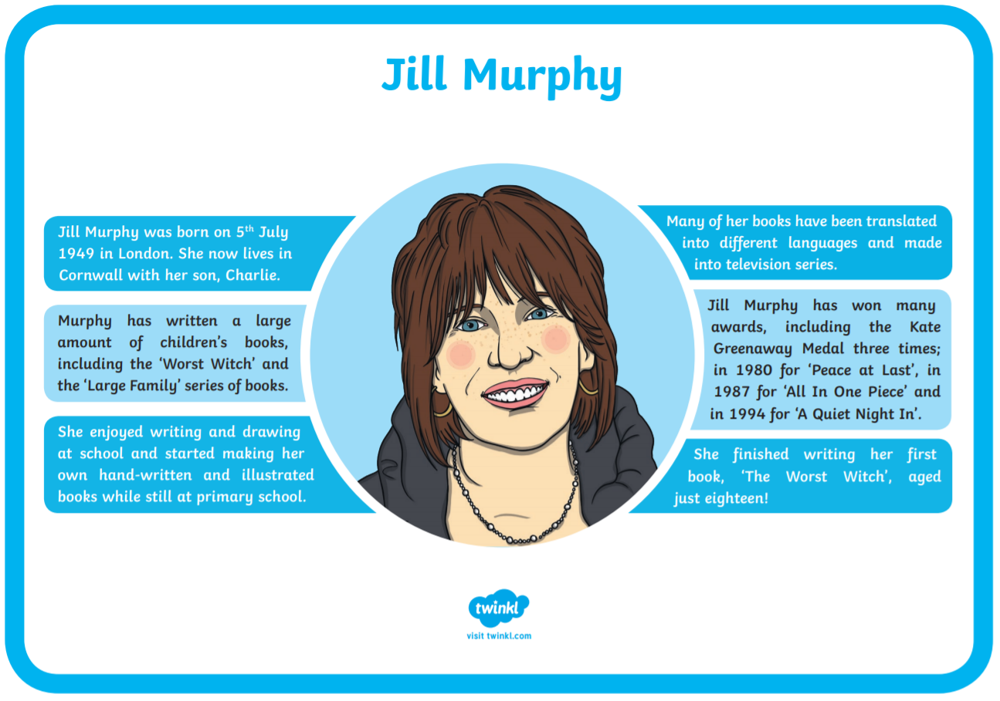 Jill Murphy
Jill Murphy was born on 5th July
1949 in London. She now lives in
Cornwall with her son, Charlie.
Murphy has written a large
amount of children's books,
including the 'Worst Witch' and
the 'Large Family' series of books.
She enjoyed writing and drawing
at school and started making her
own hand-written and illustrated
books while still at primary school.
Many of her books have been translated
into different languages and made
into television series.
Jill Murphy has won many
awards, including the Kate
Greenaway Medal three times;
in 1980 for 'Peace at Last', in
1987 for 'All In One Piece' and
in 1994 for 'A Quiet Night In'.
She finished writing her first
book, 'The Worst Witch', aged
just eighteen!
twinkl
visit twinkl.com